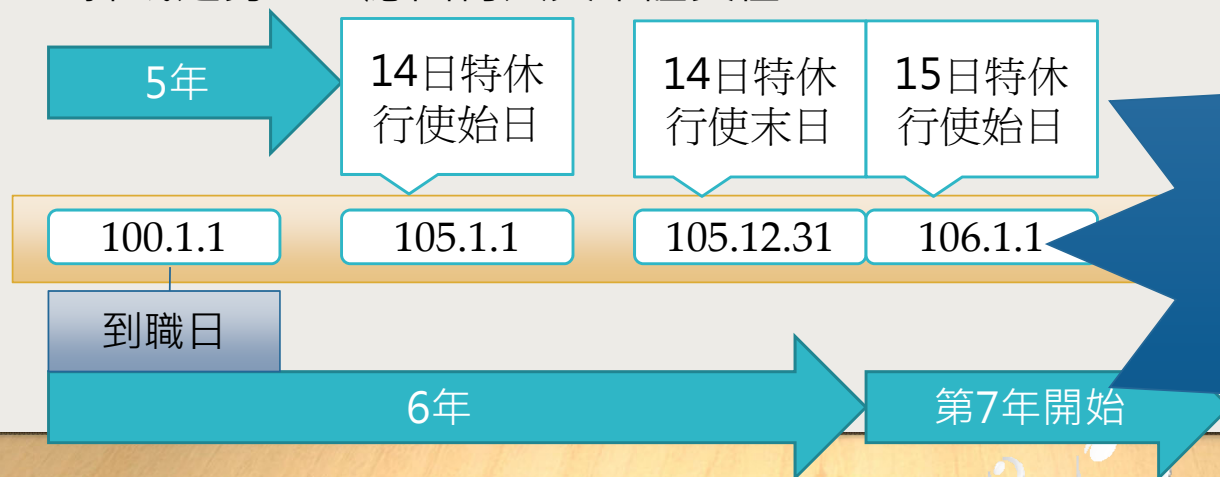 5年
14日特休
行使始日
14日特休
行使末日
15日特休
行使始日
100.1.1
105.1.1
105.12.31
106.1.1
到職日
6年
第7年開始